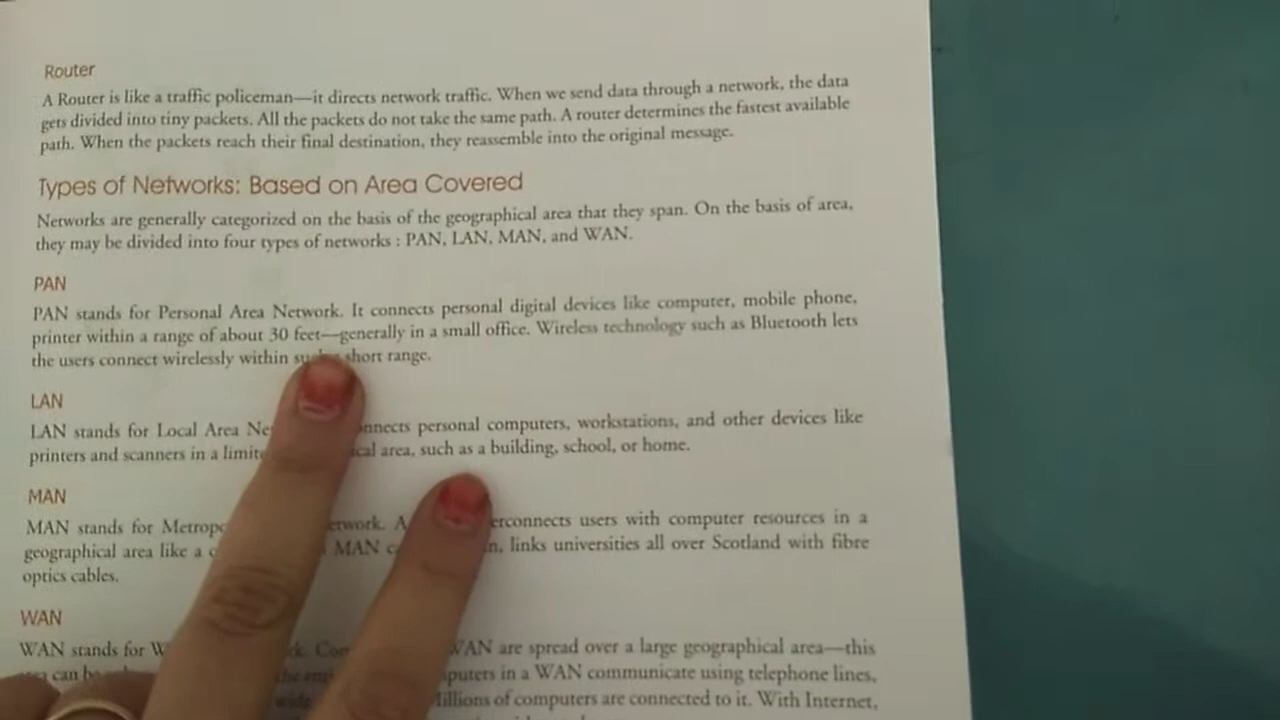 Router
A Router is like a traffic policeman—it directs network traffic. When we send data through a network, the data
gets divided into tiny packets. All the packets do not take the same path. A router determines the fastest available
path. When the packets reach their final destination, they reassemble into the original message.
Types of Networks: Based on Area Covered
Networks are generally categorized on the basis of the geographical area that they span. On the basis of area,
they may be divided into four types of networks : PAN, LAN, MAN, and WAN.
PAN
PAN stands for Personal Area Network. It connects personal digital devices like computer, mobile phone,
printer within a range of about 30 feet—generally in a small office. Wireless technology such as Bluetooth lets
the users connect wirelessly within short range.
LAN
LAN stands for Local Area personal computers, workstations, and other devices like
printers and scanners in a area, such as a building, school, or home.
MAN
MAN stands for users with computer resources in a
geographical area like a MAN links universities all over Scotland with fibre
optics cables.
WAN
WAN stands for WAN are spread over a large geographical area—this
can in a WAN communicate using telephone lines,
of computers are connected to it. With Internet,